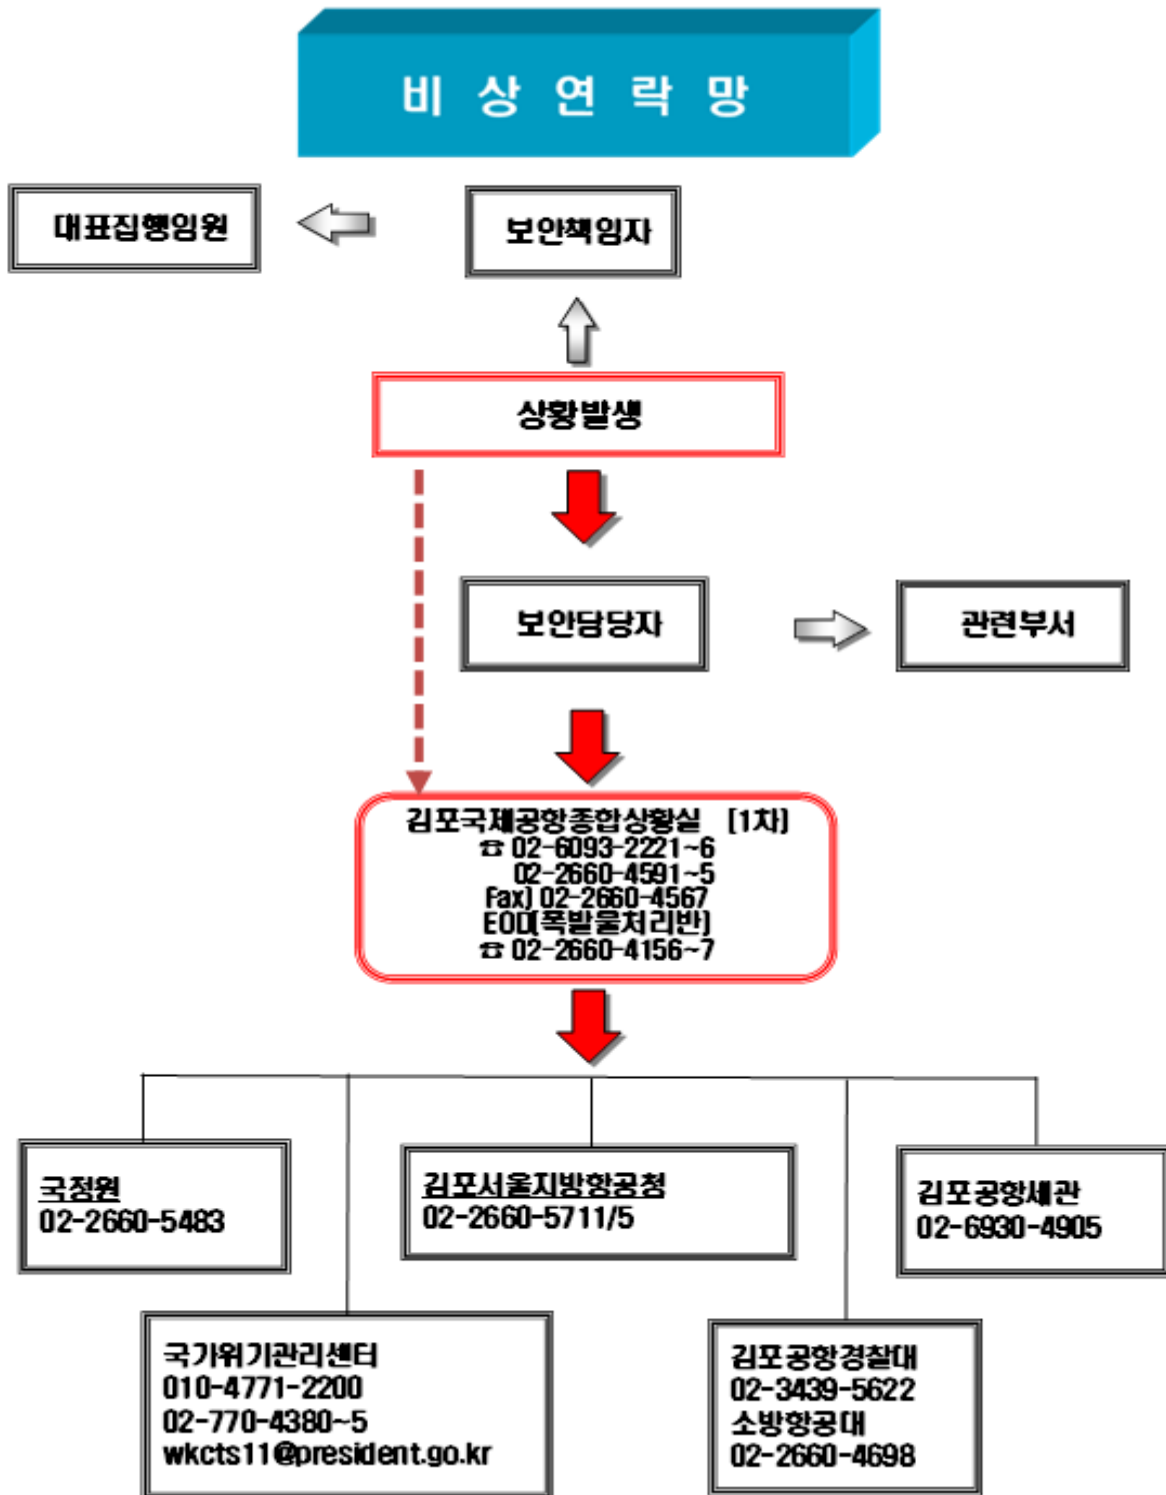 비 상 연 락 망
대표집행임원
보안책임자
상황발생
보안담당자
관련부서
김포국제공항종합상황실 [1차]
☎ 02-6093-2221~6
02-2660-4591~5
Fax) 02-2660-4567
EOD[폭발물처리반]
☎ 02-2660-4156~7
국정원
02-2660-5483
김포서울지방항공청
02-2660-5711/5
김포공항세관
02-6930-4905
국가위기관리센터
010-4771-2200
02-770-4380~5
wkcts11@president.go.kr
김포공항경찰대
02-3439-5622
소방항공대
02-2660-4698